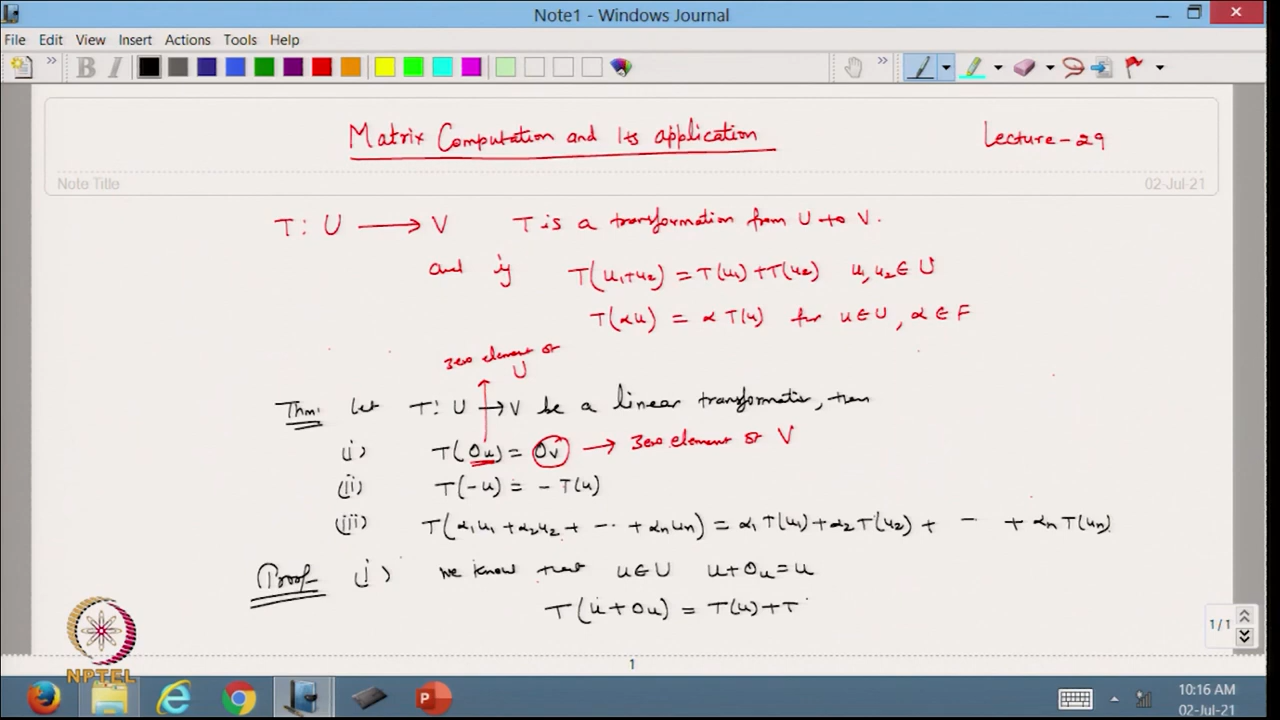 Note1 - Windows Journal
File Edit View Insert Actions Tools Help
Matrix Computation and Its application Lecture-29
Note Title 02-Jul-21
T: U → V T is a transformation from U to V.
and if T(u₁+u₂) = T(u₁)+T(u₂) u₁,u₂ ∈ U
T(αu) = α T(u) for u ∈ U, α ∈ F
zero element of
U
Thm: Let T: U → V be a linear transformation, then
(i) T(0u) = 0v → zero element of V
(ii) T(-u) = - T(u)
(iii) T(α₁u₁ + α₂u₂ + -- + αₙuₙ) = α₁T(u₁) + α₂T(u₂) + -- + αₙT(uₙ)
Proof (i) we know that u ∈ U u + 0u = u
T(u + 0u) = T(u) + T
1/1
NPTEL
1
10:16 AM
02-Jul-21